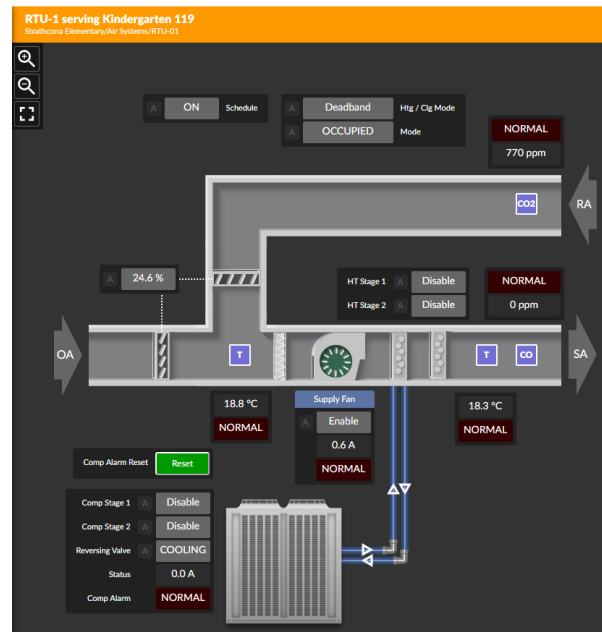 RTU-1 serving Kindergarten 119
Strathcona Elementary/Air Systems/RTU-01
A ON Schedule
A Deadband Htg / Clg Mode
A OCCUPIED Mode
NORMAL
770 ppm
CO2
RA
A 24.6 %
HT Stage 1 A Disable
HT Stage 2 A Disable
NORMAL
0 ppm
OA
T
T
CO
SA
18.8 °C
NORMAL
Supply Fan
A Enable
0.6 A
NORMAL
18.3 °C
NORMAL
Comp Alarm Reset Reset
Comp Stage 1 A Disable
Comp Stage 2 A Disable
Reversing Valve A COOLING
Status 0.0 A
Comp Alarm NORMAL